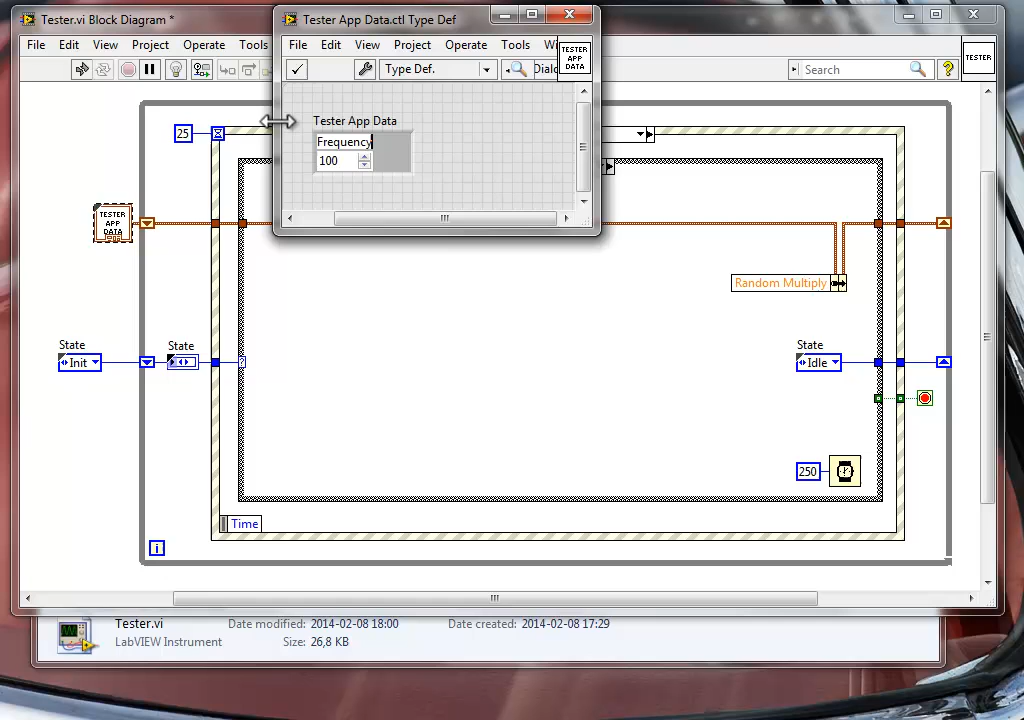 Tester.vi Block Diagram *
File Edit View Project Operate Tools
Search
?
TESTER
Tester App Data.ctl Type Def
File Edit View Project Operate Tools Wi
Type Def.
Dialo
TESTER
APP
DATA
Tester App Data
Frequency
100
25
TESTER
APP
DATA
Random Multiply
State
Init
State
?
State
Idle
250
Time
i
Tester.vi
Date modified: 2014-02-08 18:00
Date created: 2014-02-08 17:29
LabVIEW Instrument
Size: 26,8 KB